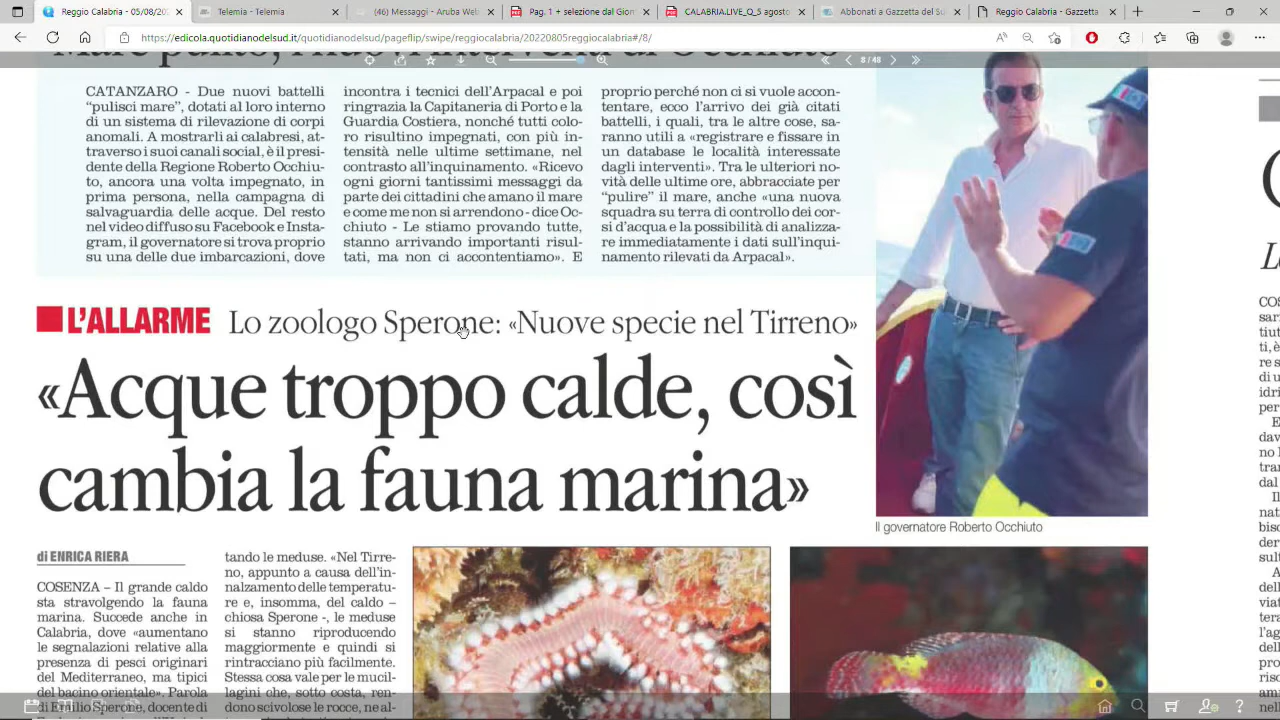 Reggio Calabria - 05/08/20
Telemia - Telemia
(46) Messaggi - Aruba Web
Pag. 1 + selezione dal Giorn
CALABRIA.LIVE_5_agosto
Abbonati a Gazzetta del Su
Reggio Calabria - Gazzetta
https://edicola.quotidianodelsud.it/quotidianodelsud/pageflip/swipe/reggiocalabria/20220805reggiocalabria#/8/
8 / 48
CATANZARO - Due nuovi battelli
“pulisci mare”, dotati al loro interno
di un sistema di rilevazione di corpi
anomali. A mostrarli ai calabresi, at-
traverso i suoi canali social, è il presi-
dente della Regione Roberto Occhiu-
to, ancora una volta impegnato, in
prima persona, nella campagna di
salvaguardia delle acque. Del resto
nel video diffuso su Facebook e Insta-
gram, il governatore si trova proprio
su una delle due imbarcazioni, dove
incontra i tecnici dell'Arpacal e poi
ringrazia la Capitaneria di Porto e la
Guardia Costiera, nonché tutti colo-
ro risultino impegnati, con più in-
tensità nelle ultime settimane, nel
contrasto all'inquinamento. «Ricevo
ogni giorni tantissimi messaggi da
parte dei cittadini che amano il mare
e come me non si arrendono - dice Oc-
chiuto - Le stiamo provando tutte,
stanno arrivando importanti risul-
tati, ma non ci accontentiamo». E
proprio perché non ci si vuole accon-
tentare, ecco l'arrivo dei già citati
battelli, i quali, tra le altre cose, sa-
ranno utili a «registrare e fissare in
un database le località interessate
dagli interventi». Tra le ulteriori no-
vità delle ultime ore, abbracciate per
“pulire” il mare, anche «una nuova
squadra su terra di controllo dei cor-
si d'acqua e la possibilità di analizza-
re immediatamente i dati sull'inqui-
namento rilevati da Arpacal».
L'ALLARME Lo zoologo Sperone: «Nuove specie nel Tirreno»
«Acque troppo calde, così
cambia la fauna marina»
Il governatore Roberto Occhiuto
di ENRICA RIERA
COSENZA – Il grande caldo
sta stravolgendo la fauna
marina. Succede anche in
Calabria, dove «aumentano
le segnalazioni relative alla
presenza di pesci originari
del Mediterraneo, ma tipici
del bacino orientale». Parola
di Emilio Sperone, docente di
tando le meduse. «Nel Tirre-
no, appunto a causa dell'in-
nalzamento delle temperatu-
re e, insomma, del caldo –
chiosa Sperone -, le meduse
si stanno riproducendo
maggiormente e quindi si
rintracciano più facilmente.
Stessa cosa vale per le mucil-
lagini che, sotto costa, ren-
dono scivolose le rocce, ne al-